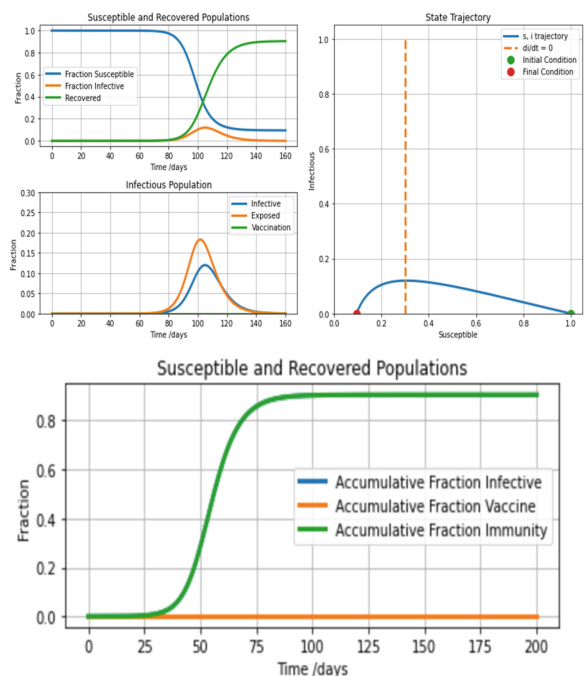 Susceptible and Recovered Populations
1.0
0.8
0.6
0.4
0.2
0.0
Fraction
Fraction Susceptible
Fraction Infective
Recovered
0 20 40 60 80 100 120 140 160
Time /days
Infectious Population
0.30
0.25
0.20
0.15
0.10
0.05
0.00
Fraction
Infective
Exposed
Vaccination
0 20 40 60 80 100 120 140 160
Time /days
State Trajectory
1.0
0.8
0.6
0.4
0.2
0.0
Infectious
s, i trajectory
di/dt = 0
Initial Condition
Final Condition
0.0 0.2 0.4 0.6 0.8 1.0
Susceptible
Susceptible and Recovered Populations
0.8
0.6
0.4
0.2
0.0
Fraction
Accumulative Fraction Infective
Accumulative Fraction Vaccine
Accumulative Fraction Immunity
0 25 50 75 100 125 150 175 200
Time /days